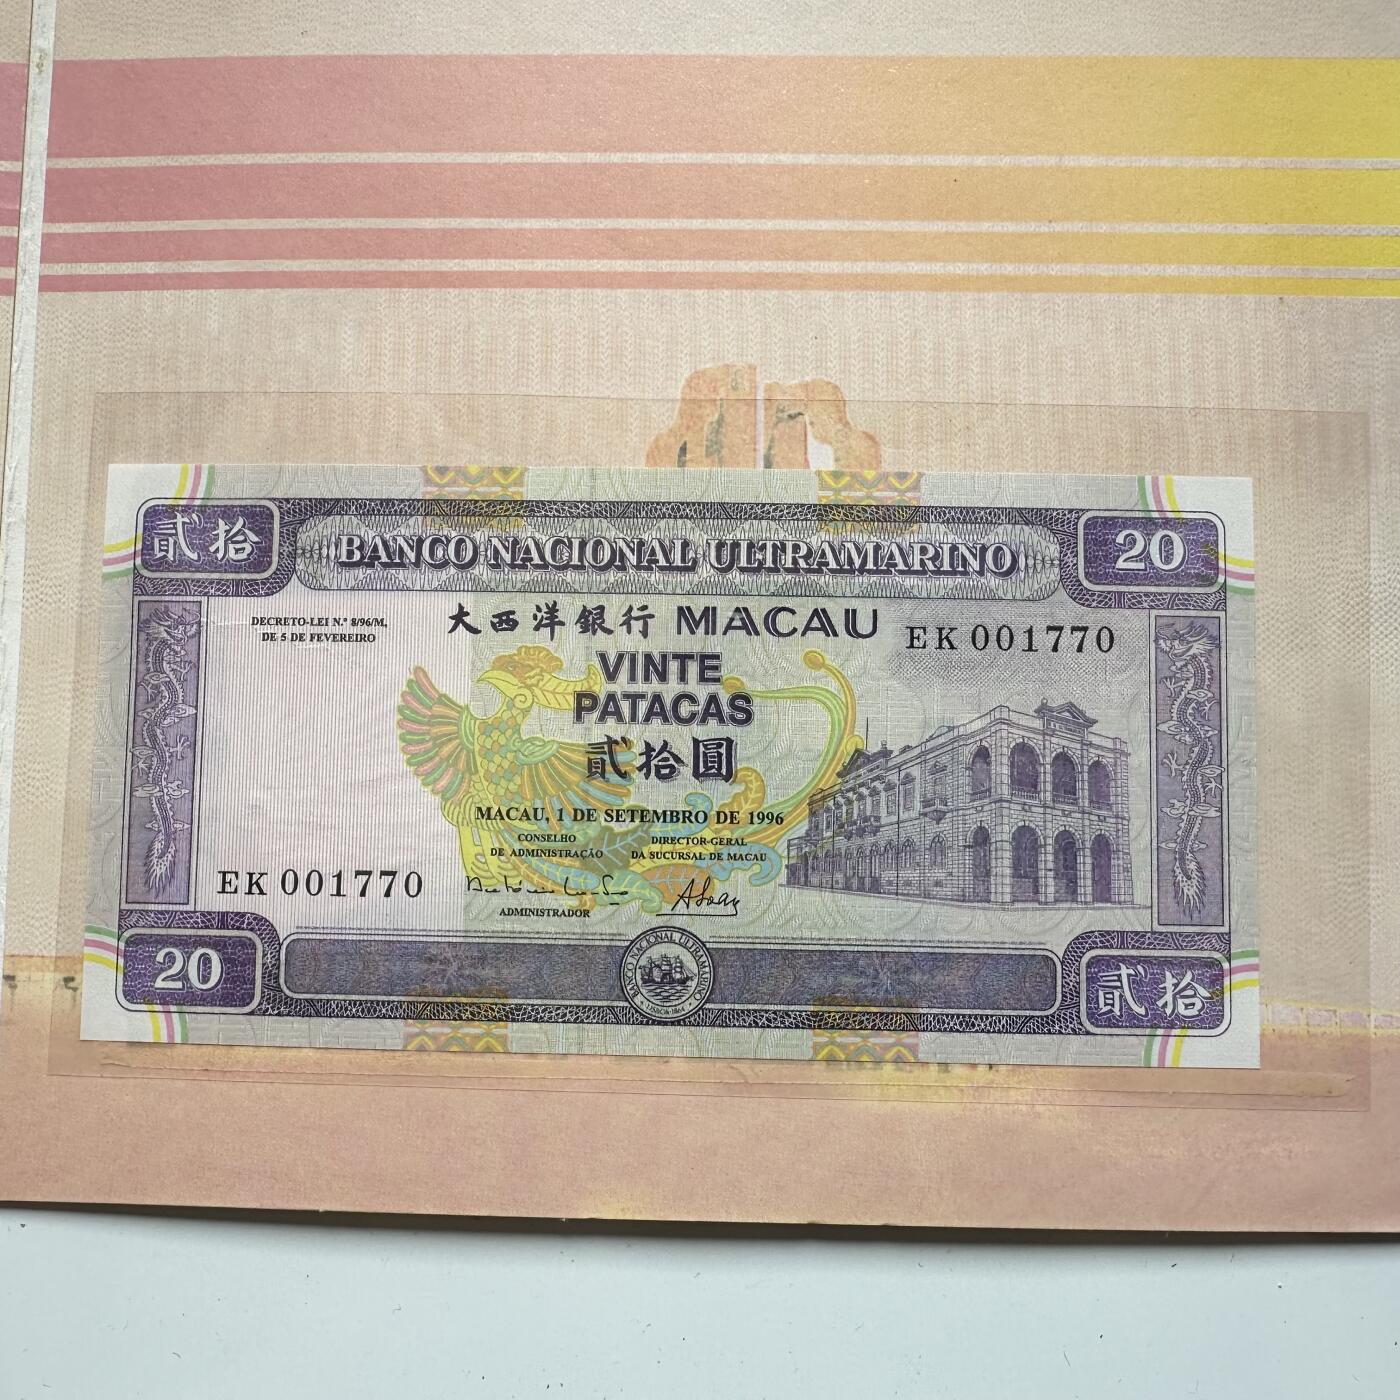 貳拾
BANCO NACIONAL ULTRAMARINO
20
DECRETO-LEI N.º 8/96/M,
DE 5 DE FEVEREIRO
大西洋銀行 MACAU
EK 001770
VINTE
PATACAS
貳拾圓
MACAU, 1 DE SETEMBRO DE 1996
CONSELHO
DE ADMINISTRAÇÃO
DIRECTOR-GERAL
DA SUCURSAL DE MACAU
EK 001770
ADMINISTRADOR
20
BANCO NACIONAL ULTRAMARINO
LISBOA 1864
貳拾